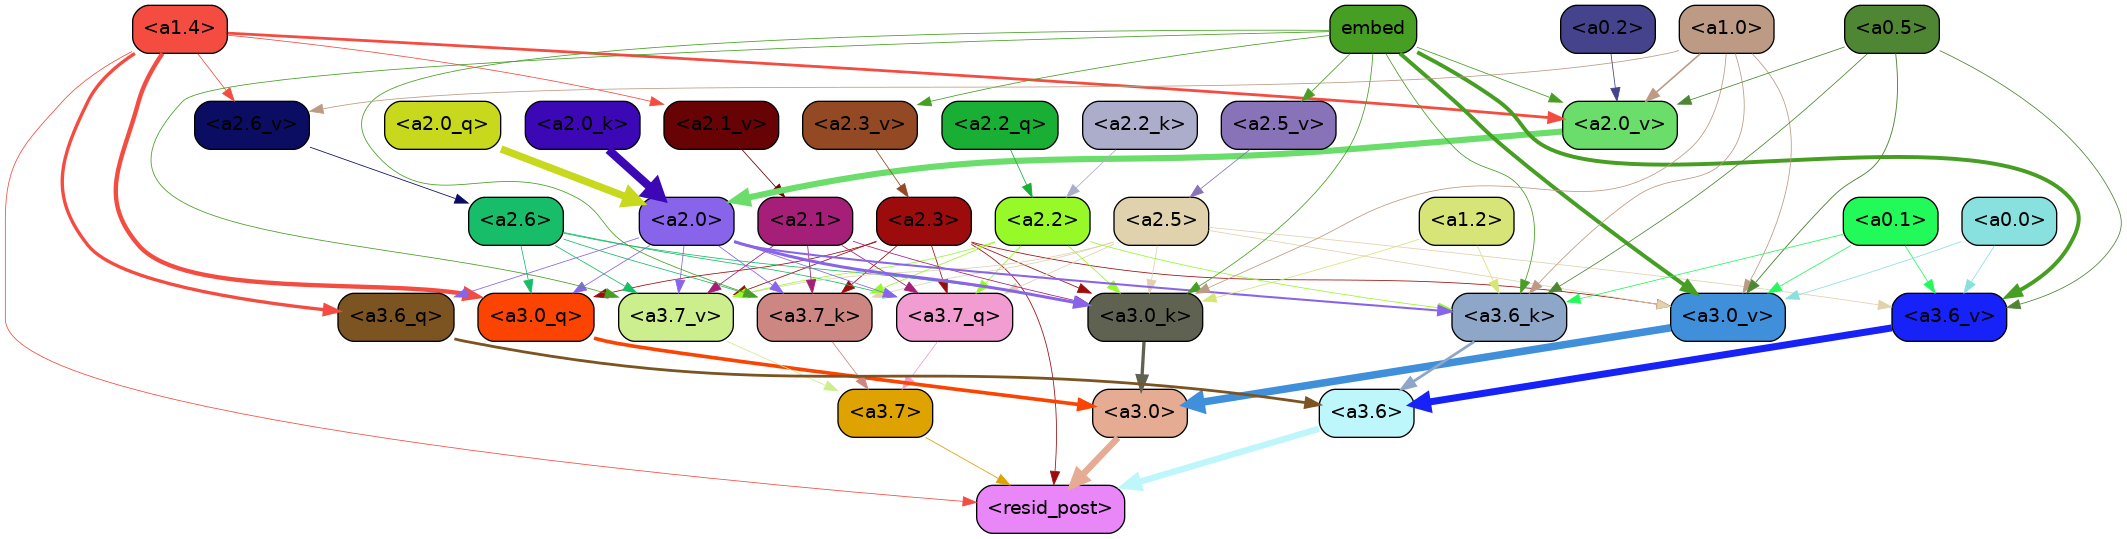 <a1.4>
embed
<a0.2>
<a1.0>
<a0.5>
<a2.6_v>
<a2.0_q>
<a2.0_k>
<a2.1_v>
<a2.3_v>
<a2.2_q>
<a2.2_k>
<a2.5_v>
<a2.0_v>
<a2.6>
<a2.0>
<a2.1>
<a2.3>
<a2.2>
<a2.5>
<a1.2>
<a0.1>
<a0.0>
<a3.6_q>
<a3.0_q>
<a3.7_v>
<a3.7_k>
<a3.7_q>
<a3.0_k>
<a3.6_k>
<a3.0_v>
<a3.6_v>
<a3.7>
<a3.0>
<a3.6>
<resid_post>